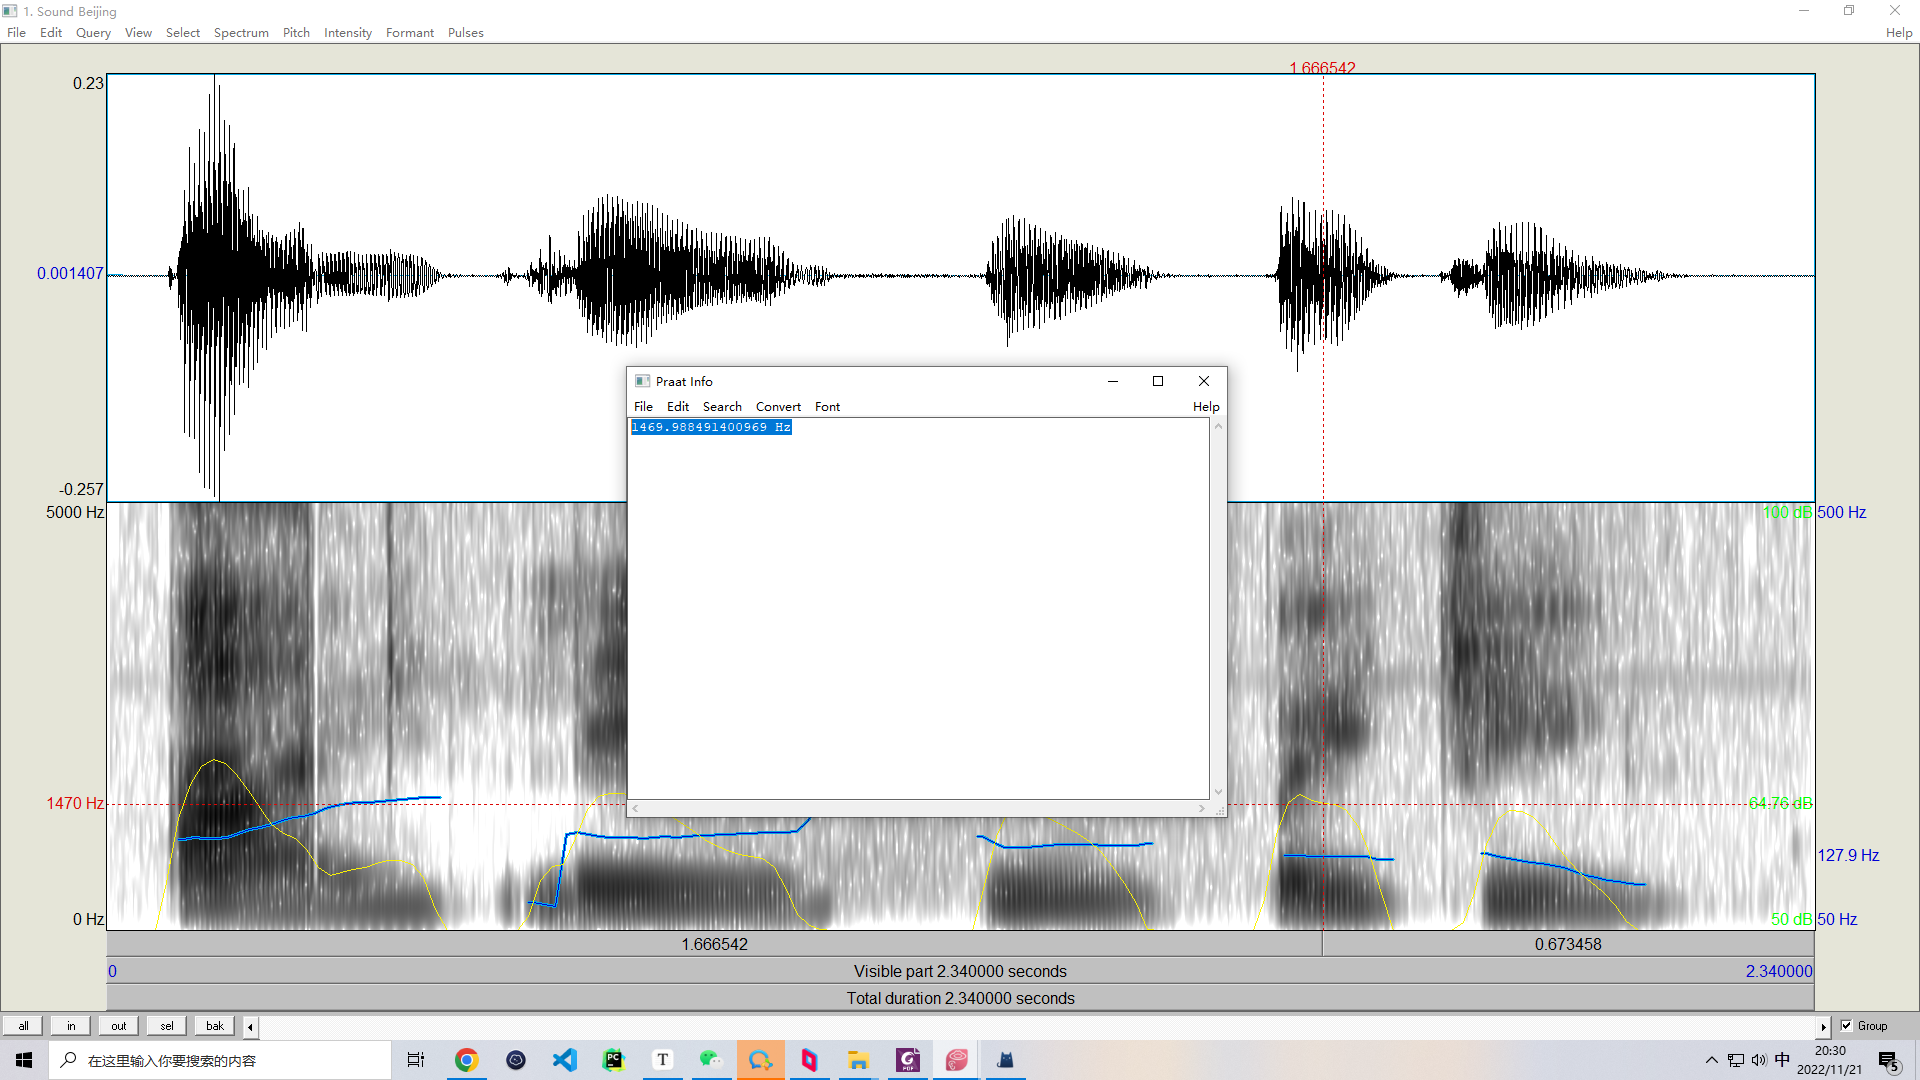 1. Sound Beijing
File Edit Query View Select Spectrum Pitch Intensity Formant Pulses Help
1.666542
0.23
0.001407
-0.257
Praat Info
File Edit Search Convert Font Help
1469.988491400969 Hz
5000 Hz
100 dB 500 Hz
1470 Hz
64.76 dB
127.9 Hz
0 Hz
50 dB 50 Hz
1.666542 0.673458
0 Visible part 2.340000 seconds 2.340000
Total duration 2.340000 seconds
all in out sel bak Group
在这里输入你要搜索的内容
PC
T
PDF
中
20:30
2022/11/21
5